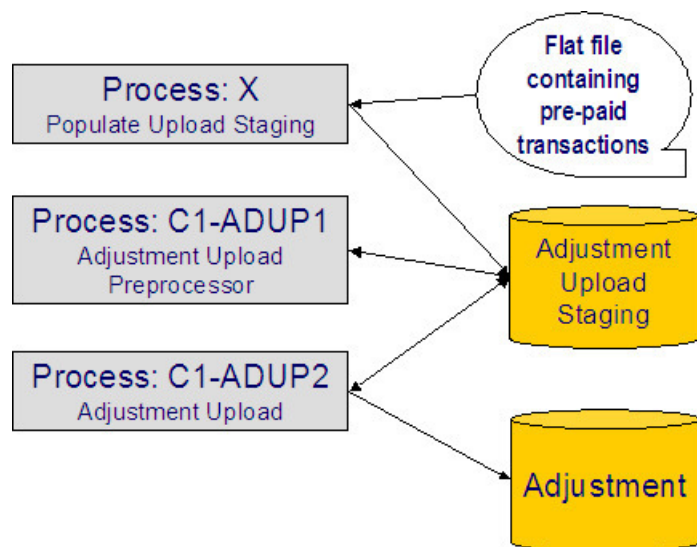 Process: X
Populate Upload Staging
Flat file
containing
pre-paid
transactions
Process: C1-ADUP1
Adjustment Upload
Preprocessor
Adjustment
Upload
Staging
Process: C1-ADUP2
Adjustment Upload
Adjustment